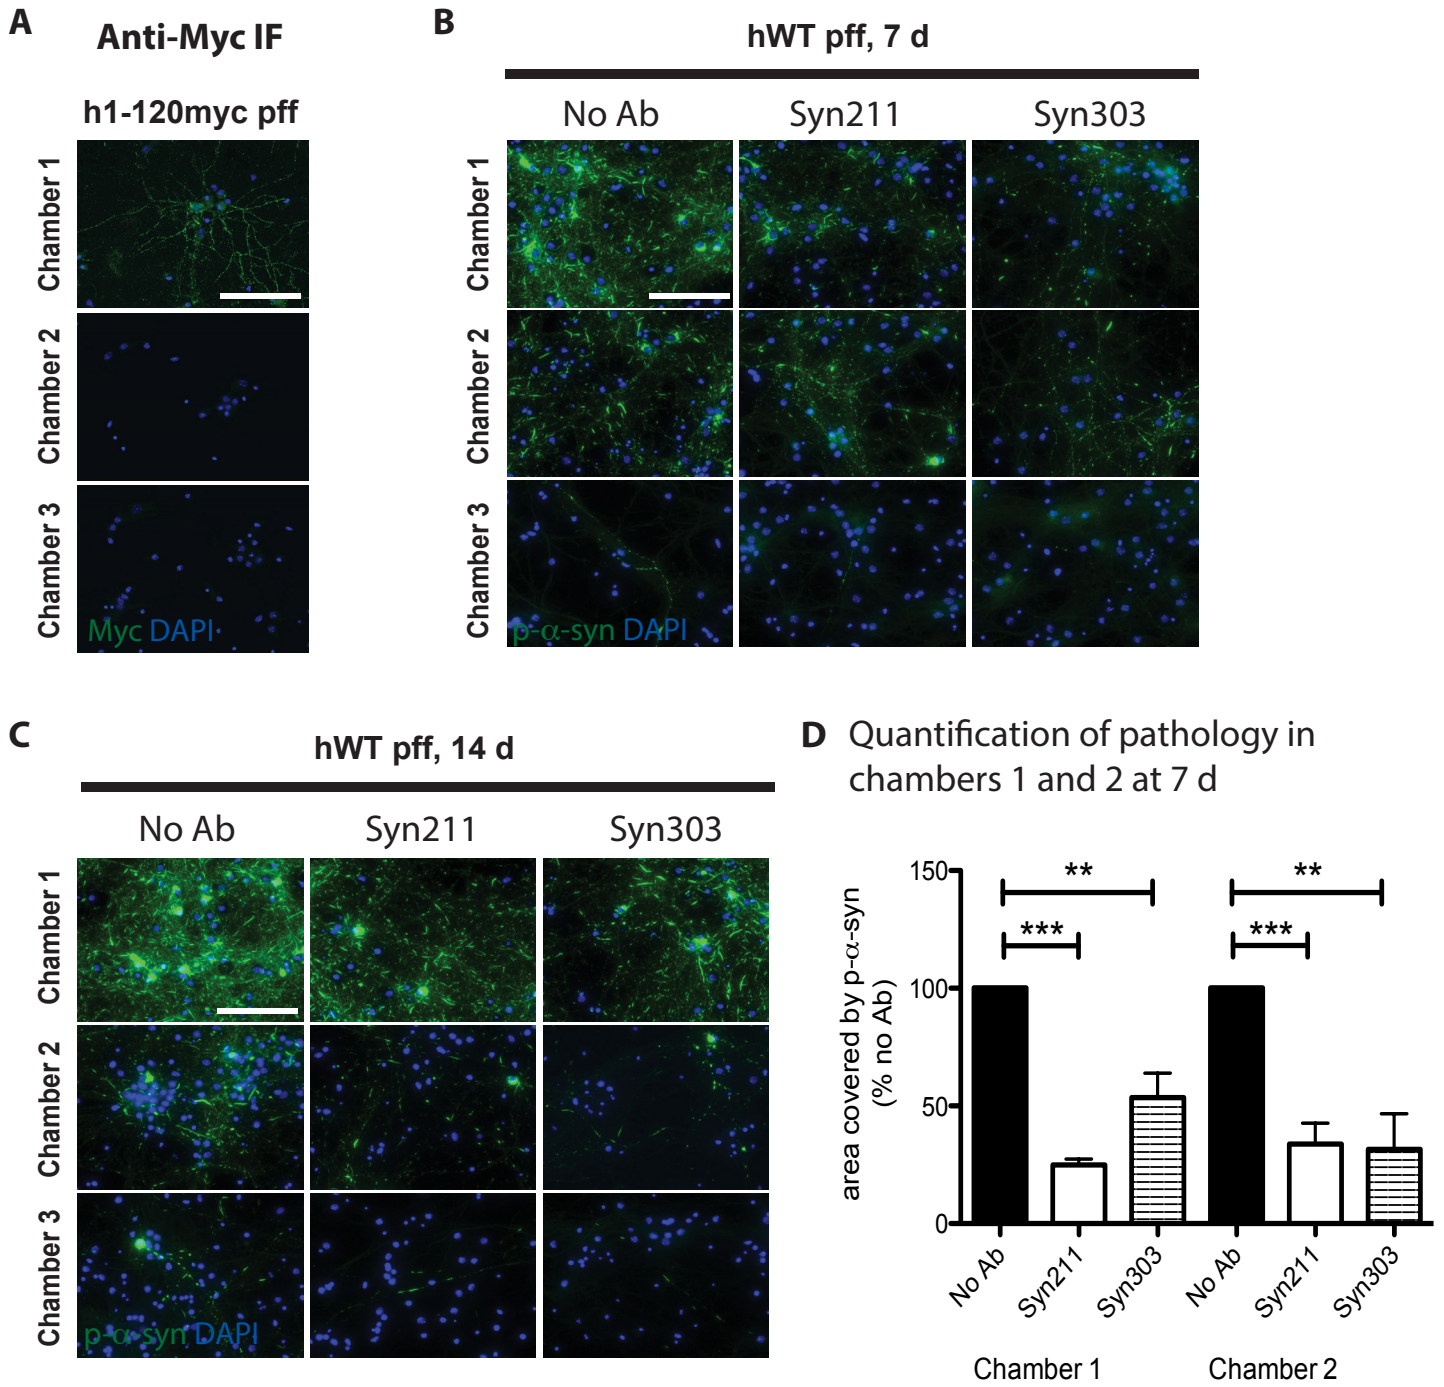 A
Anti-Myc IF
h1-120myc pff
Chamber 1
Chamber 2
Chamber 3
Myc DAPI
B
hWT pff, 7 d
No Ab Syn211 Syn303
Chamber 1
Chamber 2
Chamber 3
p-α-syn DAPI
C
hWT pff, 14 d
No Ab Syn211 Syn303
Chamber 1
Chamber 2
Chamber 3
p-α-syn DAPI
D Quantification of pathology in
chambers 1 and 2 at 7 d
area covered by p-α-syn
(% no Ab)
150
100
50
0
** **
*** ***
No Ab Syn211 Syn303 No Ab Syn211 Syn303
Chamber 1 Chamber 2